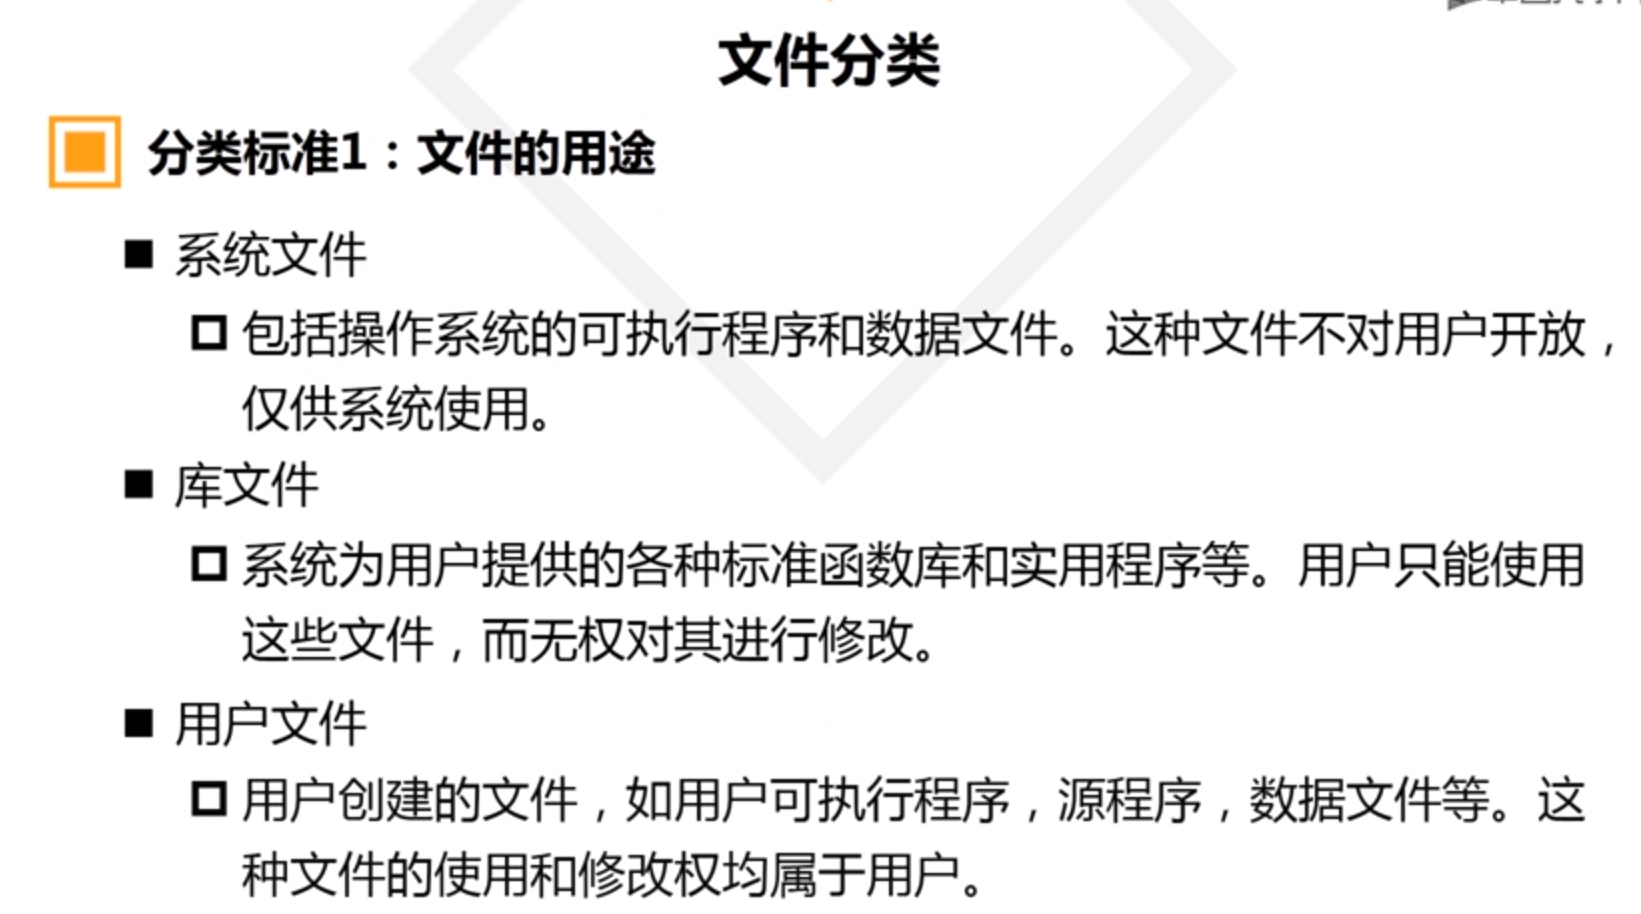 文件分类
分类标准1：文件的用途
系统文件
包括操作系统的可执行程序和数据文件。这种文件不对用户开放，
仅供系统使用。
库文件
系统为用户提供的各种标准函数库和实用程序等。用户只能使用
这些文件，而无权对其进行修改。
用户文件
用户创建的文件，如用户可执行程序，源程序，数据文件等。这
种文件的使用和修改权均属于用户。